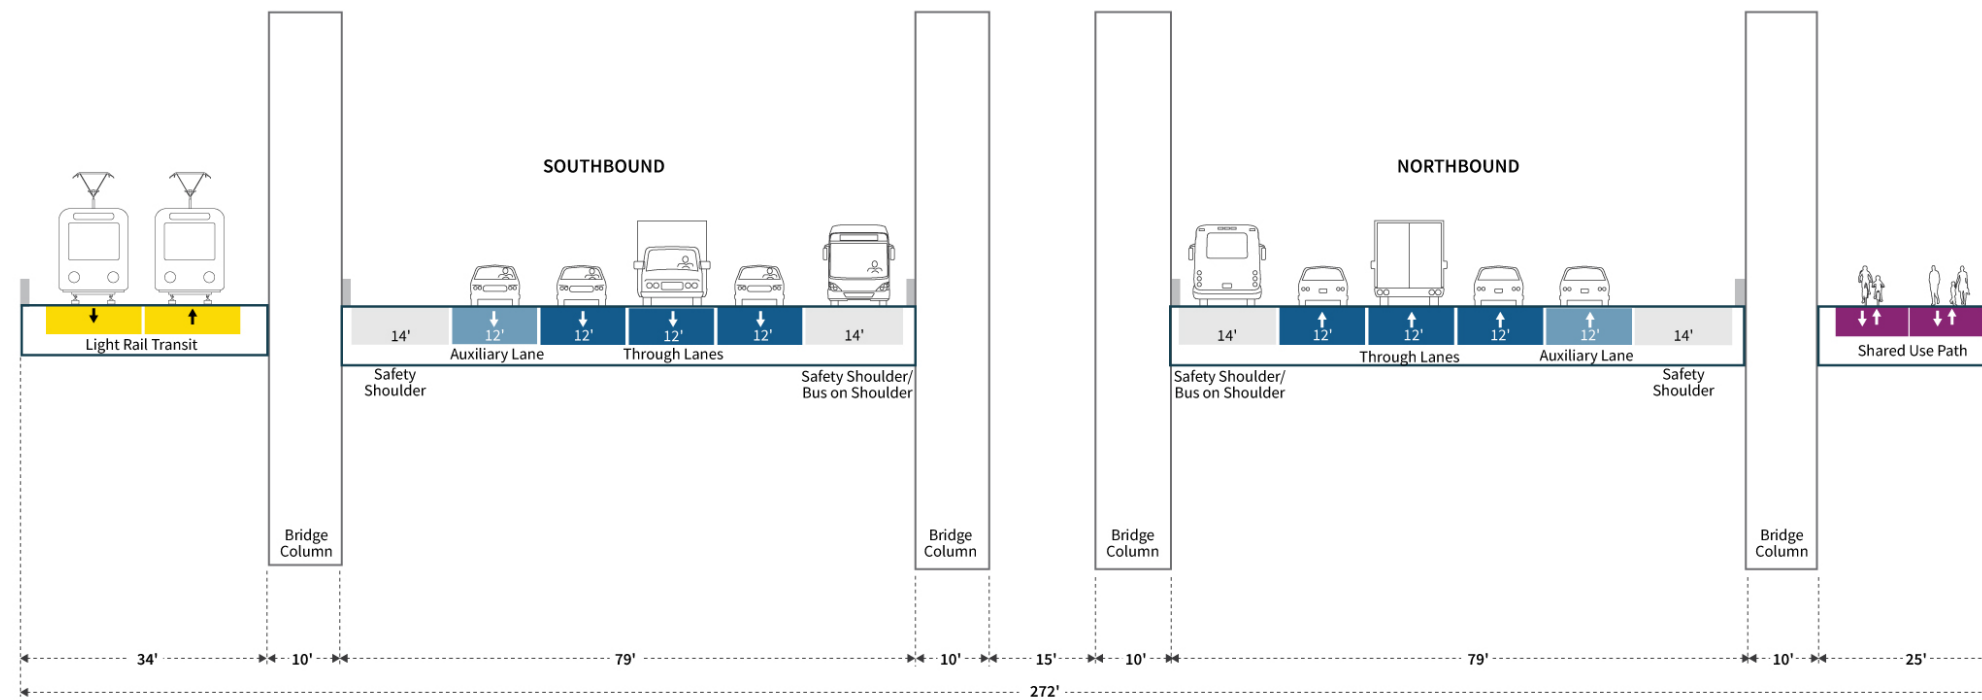 SOUTHBOUND
NORTHBOUND
Light Rail Transit
14'
12'
12'
12'
12'
14'
Auxiliary Lane
Through Lanes
Safety
Shoulder
Safety Shoulder/
Bus on Shoulder
14'
12'
12'
12'
12'
14'
Through Lanes
Auxiliary Lane
Safety Shoulder/
Bus on Shoulder
Safety
Shoulder
Shared Use Path
Bridge
Column
Bridge
Column
Bridge
Column
Bridge
Column
34'
10'
79'
10'
15'
10'
79'
10'
25'
272'